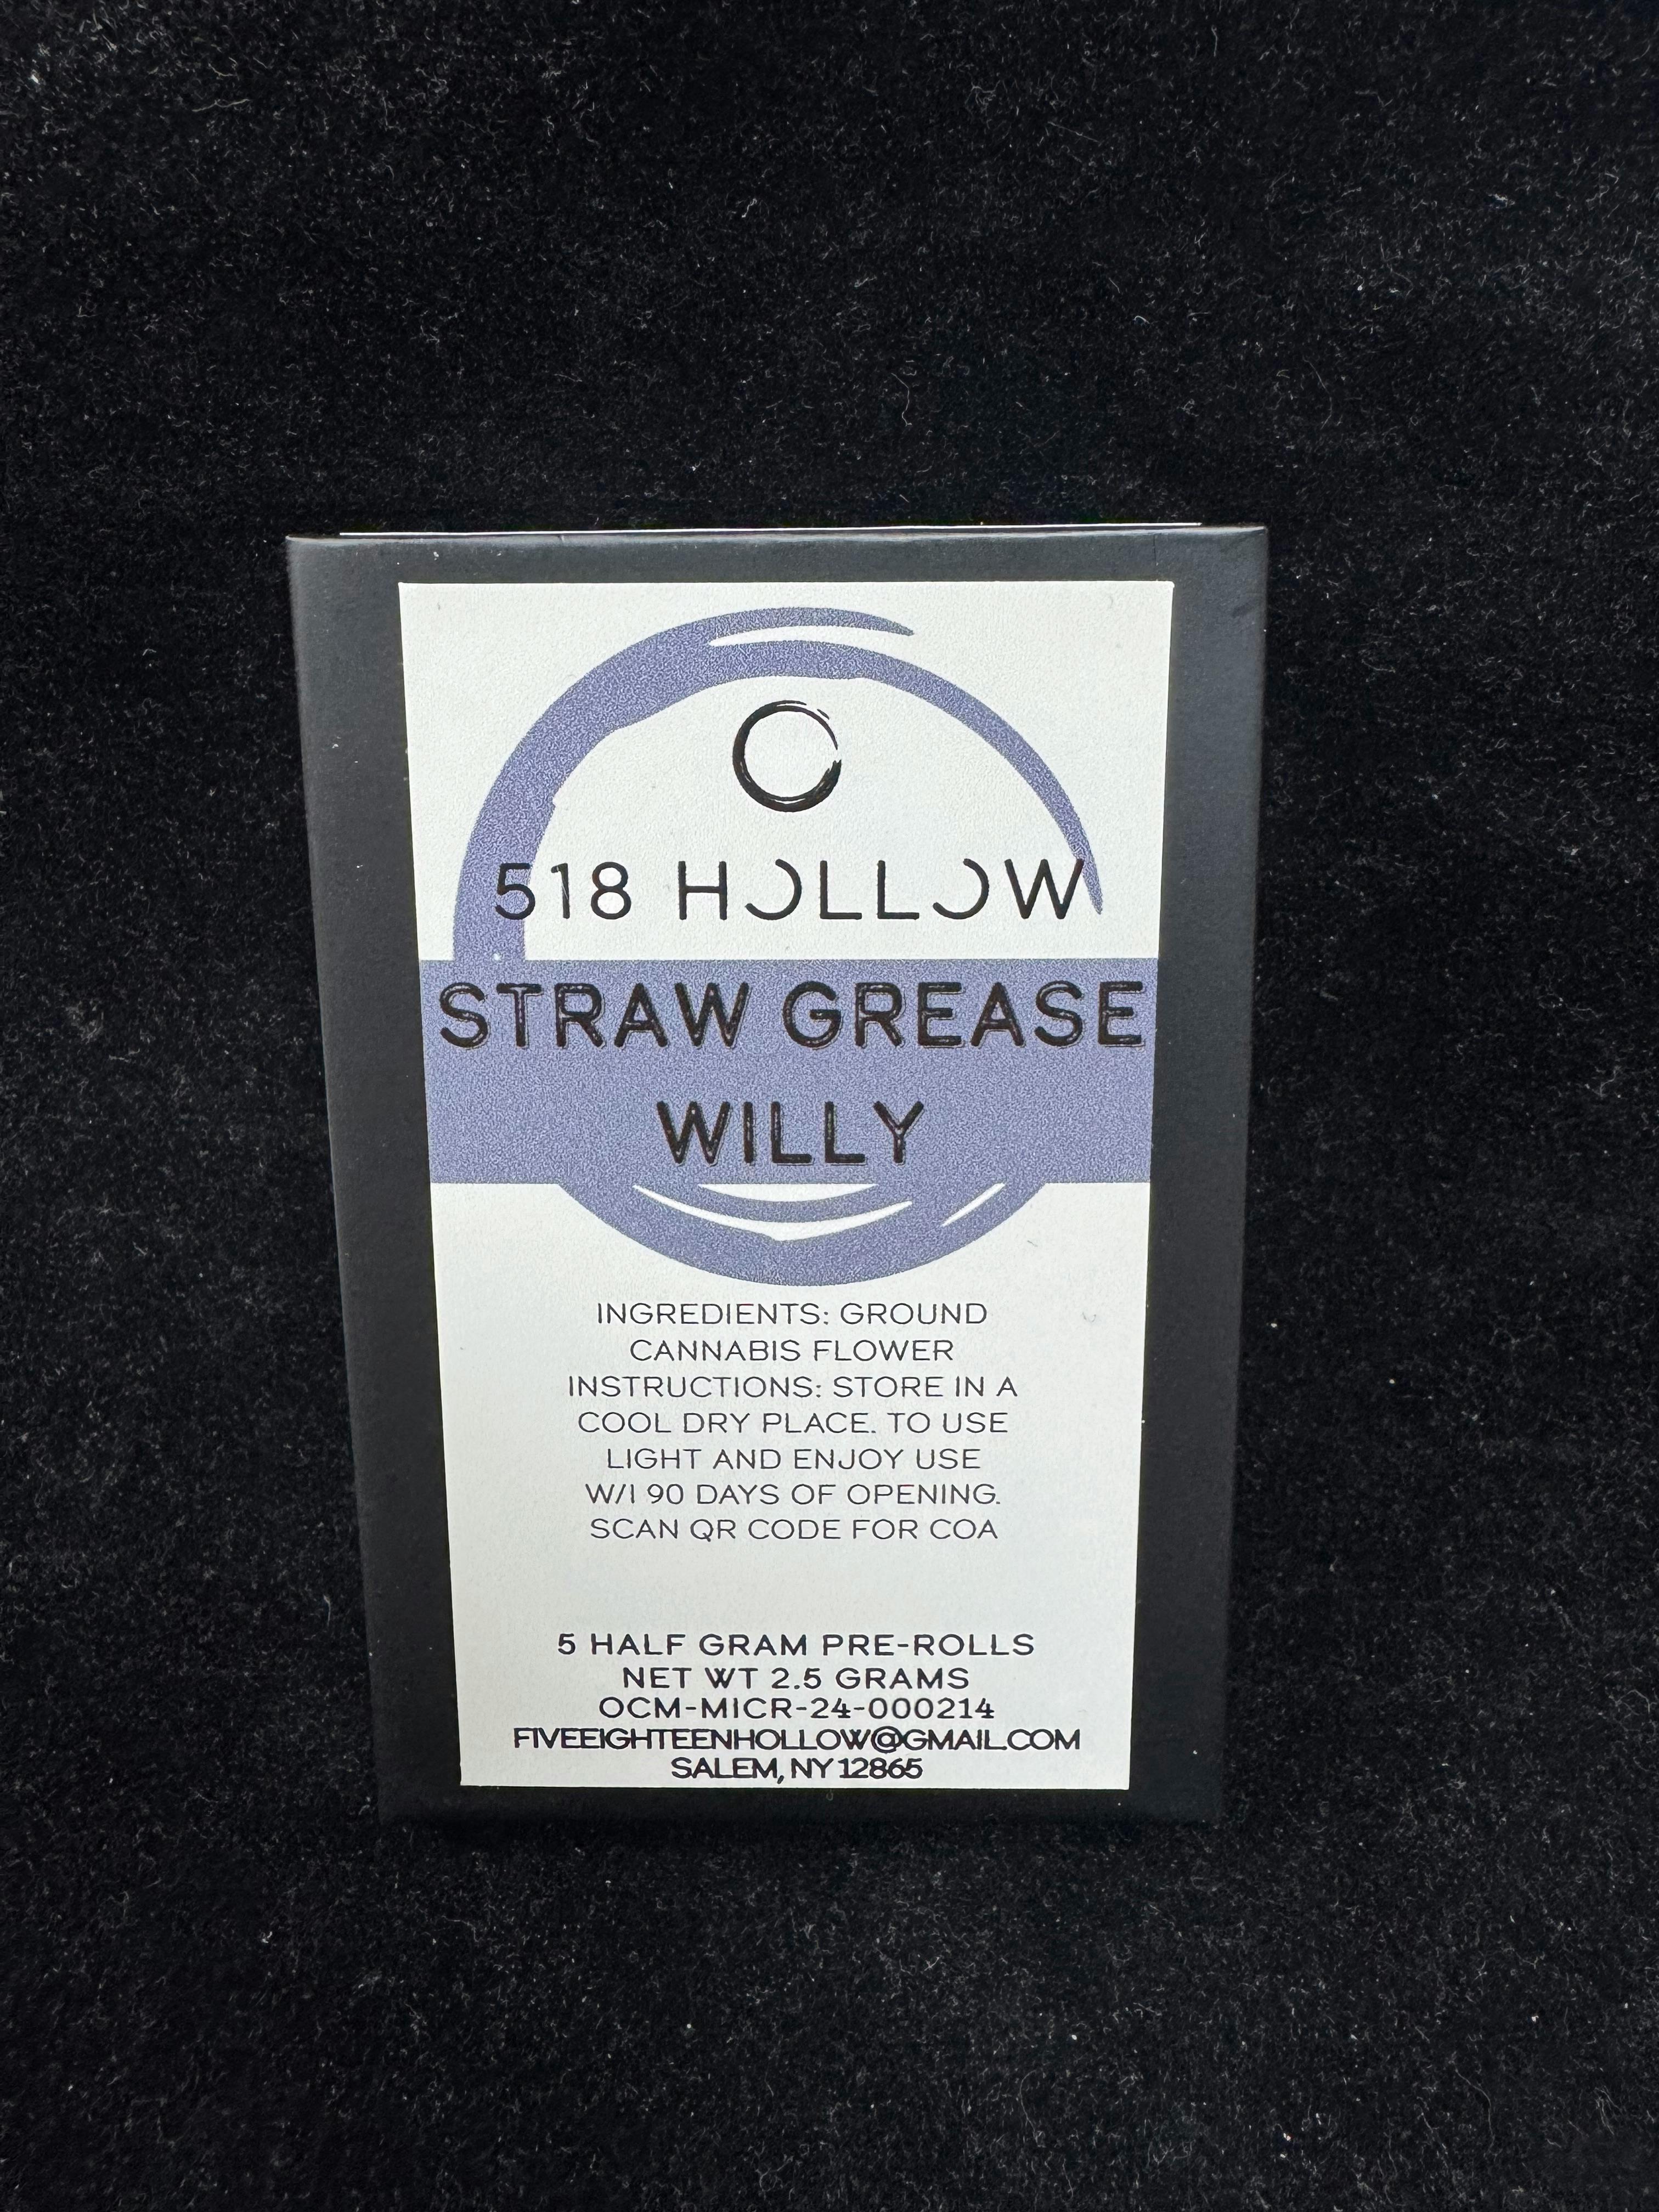 518 HOLLOW
STRAW GREASE
WILLY
INGREDIENTS: GROUND
CANNABIS FLOWER
INSTRUCTIONS: STORE IN A
COOL DRY PLACE. TO USE
LIGHT AND ENJOY USE
W/I 90 DAYS OF OPENING.
SCAN QR CODE FOR COA
5 HALF GRAM PRE-ROLLS
NET WT 2.5 GRAMS
OCM-MICR-24-000214
FIVEEIGHTEENHOLLOW@GMAIL.COM
SALEM, NY 12865